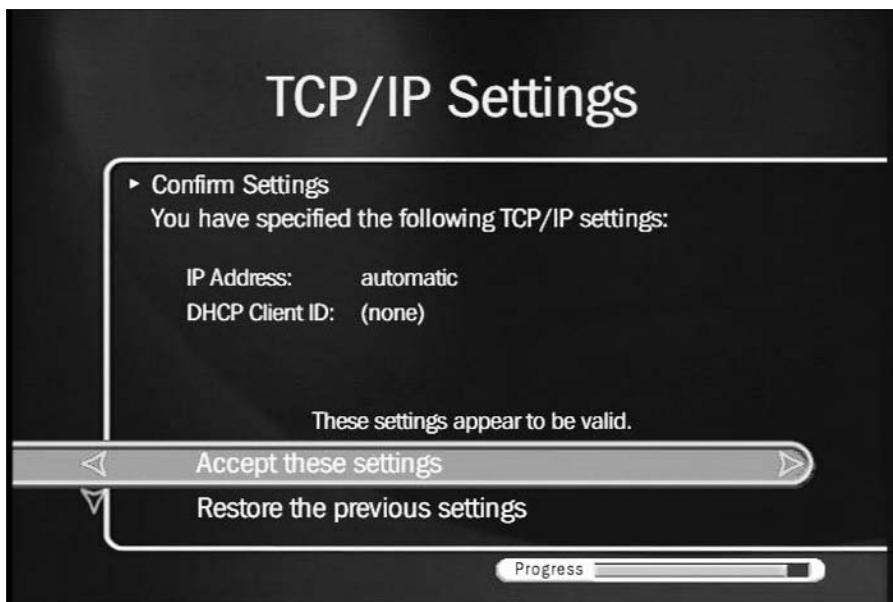 TCP/IP Settings
Confirm Settings
You have specified the following TCP/IP settings:
IP Address: automatic
DHCP Client ID: (none)
These settings appear to be valid.
Accept these settings
Restore the previous settings
Progress